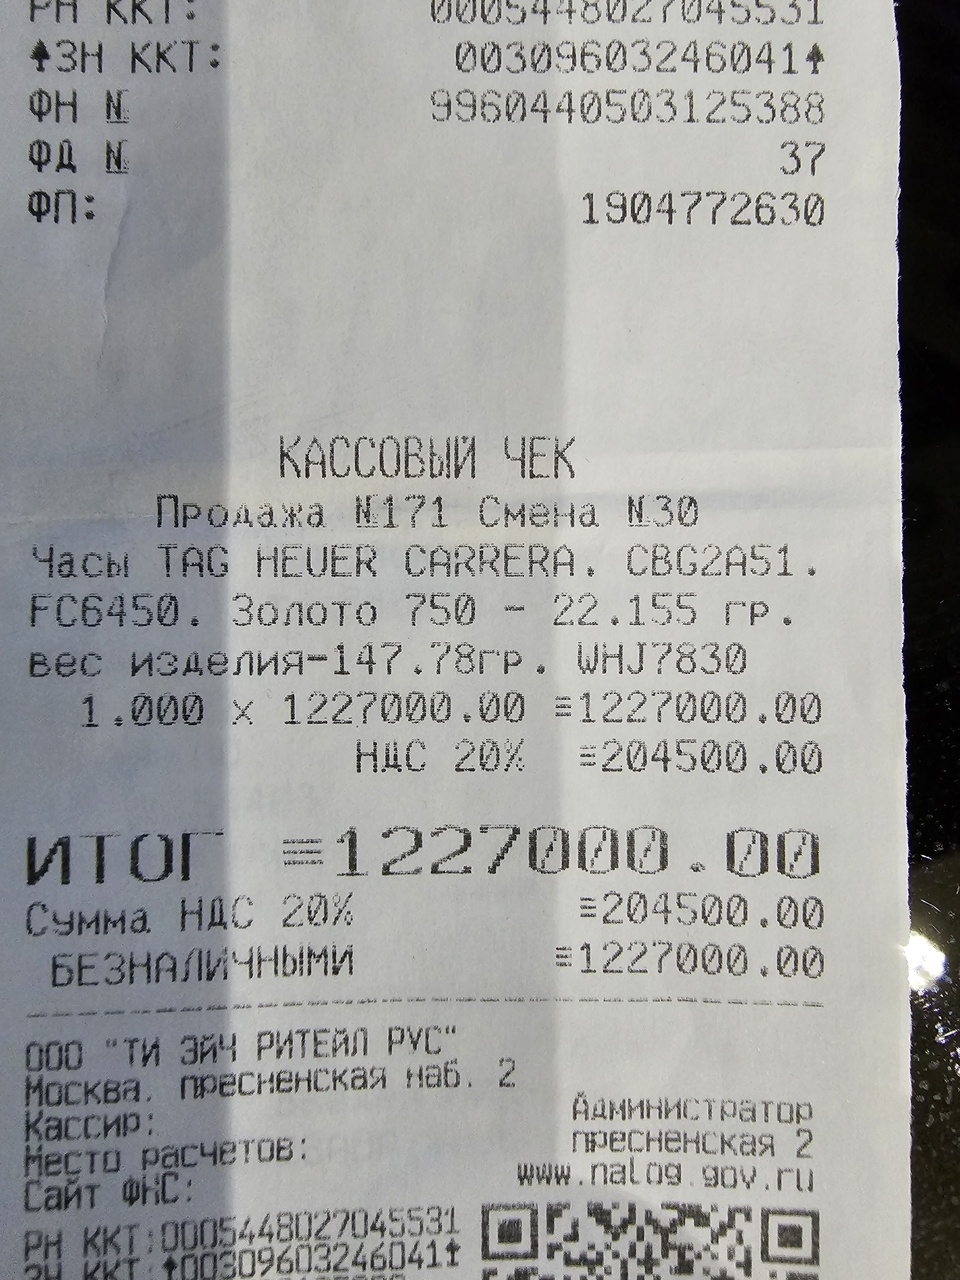 РН ККТ: 0005448027045531
ЗН ККТ: 00309603246041
ФН № 9960440503125388
ФД № 37
ФП: 1904772630
КАССОВЫЙ ЧЕК
Продажа №171 Смена №30
Часы TAG HEUER CARRERA. CBG2A51.
FC6450. Золото 750 - 22.155 гр.
вес изделия-147.78гр. WHJ7830
1.000 x 1227000.00 ≡1227000.00
НДС 20% ≡204500.00
ИТОГ ≡1227000.00
Сумма НДС 20% ≡204500.00
БЕЗНАЛИЧНЫМИ ≡1227000.00
ООО "ТИ ЭЙЧ РИТЕЙЛ РУС"
Москва. пресненская наб. 2
Кассир: Администратор
Место расчетов: пресненская 2
Сайт ФНС: www.nalog.gov.ru
РН ККТ:0005448027045531
ЗН ККТ:00309603246041